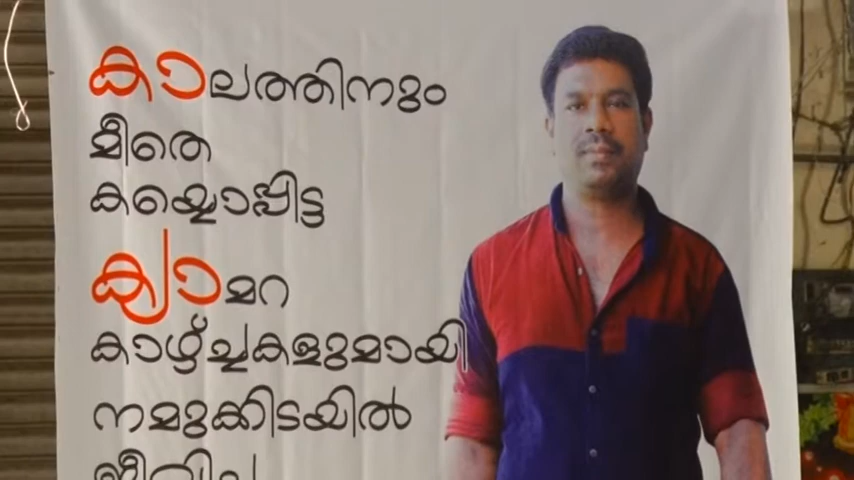 കാലത്തിനും
മീതെ
കയ്യൊപ്പിട്ട
ക്യാമറ
കാഴ്ച്ചകളുമായി
നമുക്കിടയിൽ